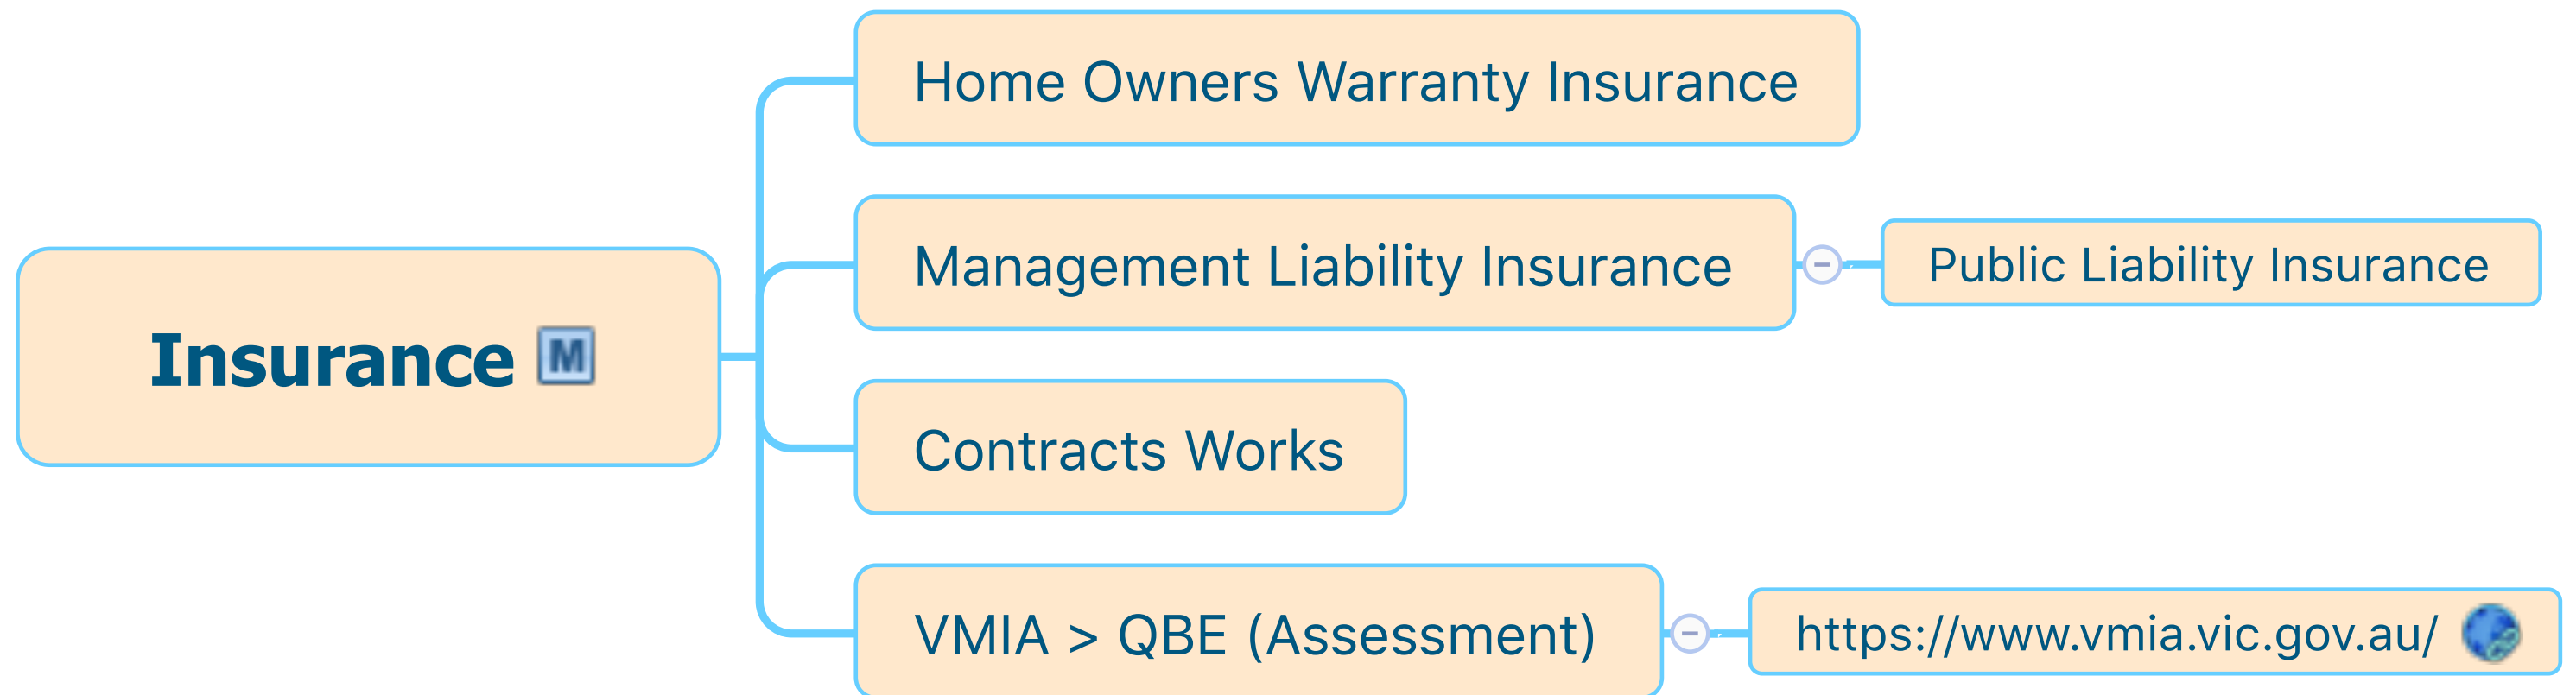 Home Owners Warranty Insurance
Management Liability Insurance
Public Liability Insurance
Insurance M
Contracts Works
VMIA > QBE (Assessment)
https://www.vmia.vic.gov.au/